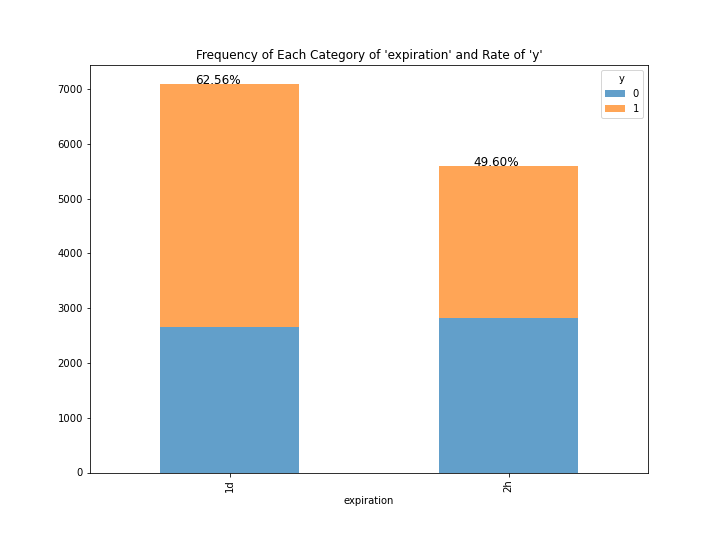 Frequency of Each Category of 'expiration' and Rate of 'y'
62.56%
49.60%
y
0
1
7000
6000
5000
4000
3000
2000
1000
0
1d
2h
expiration